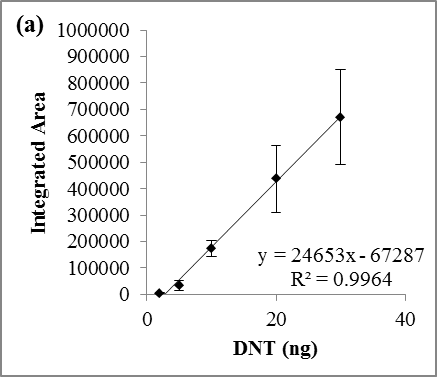 (a)
Integrated Area
1000000
900000
800000
700000
600000
500000
400000
300000
200000
100000
0
y = 24653x - 67287
R² = 0.9964
0 20 40
DNT (ng)